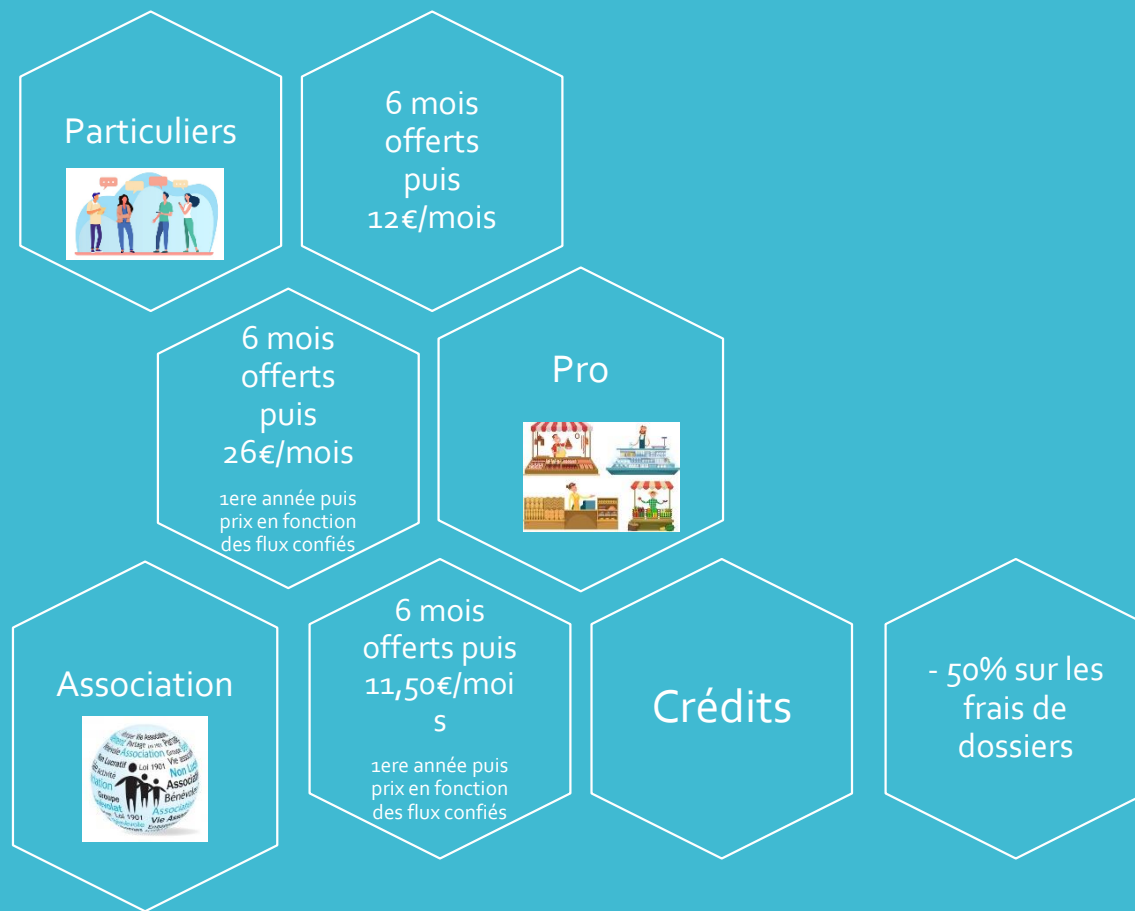 Particuliers
6 mois
offerts
puis
12€/mois
6 mois
offerts
puis
26€/mois
1ere année puis
prix en fonction
des flux confiés
Pro
Association
6 mois
offerts puis
11,50€/moi
s
1ere année puis
prix en fonction
des flux confiés
Crédits
- 50% sur les
frais de
dossiers